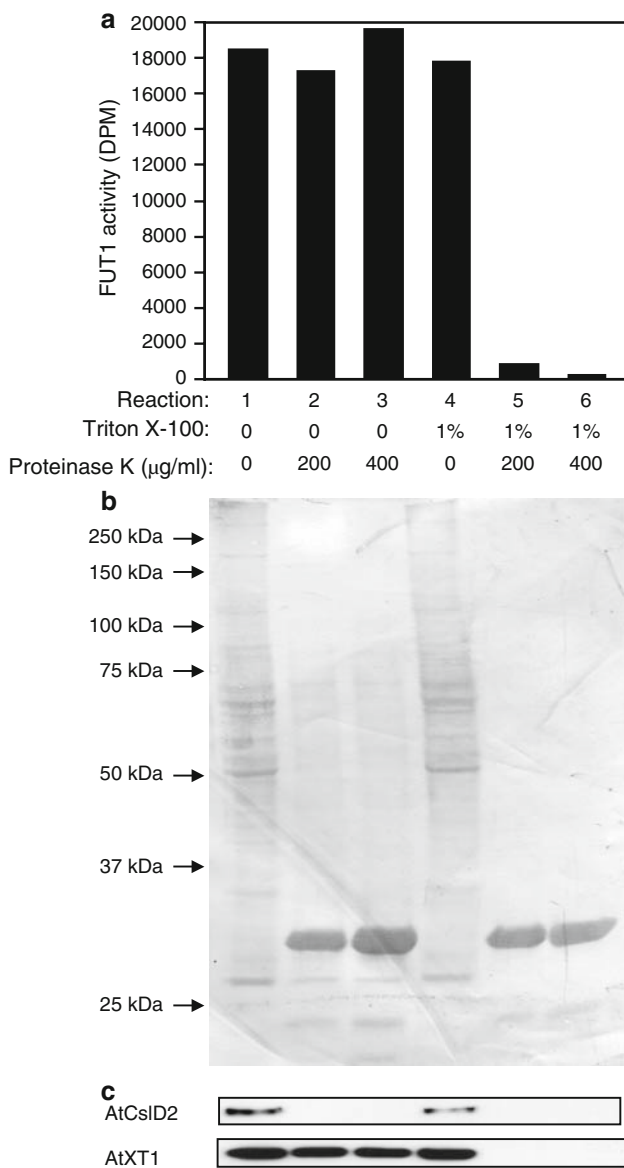 a
20000
18000
16000
14000
12000
10000
8000
6000
4000
2000
0
FUT1 activity (DPM)
Reaction: 1 2 3 4 5 6
Triton X-100: 0 0 0 1% 1% 1%
Proteinase K (µg/ml): 0 200 400 0 200 400
b
250 kDa
150 kDa
100 kDa
75 kDa
50 kDa
37 kDa
25 kDa
c
AtCslD2
AtXT1